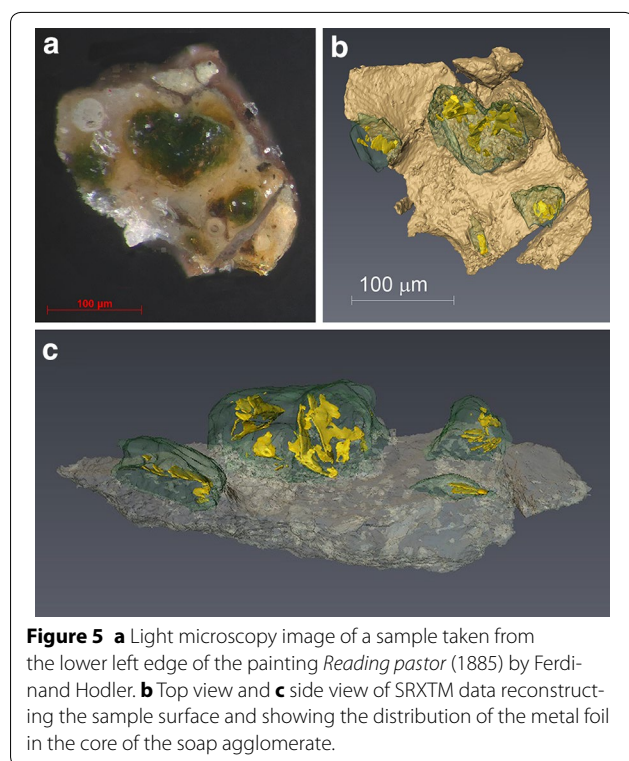 a
100 μm
b
100 μm
c
Figure 5 a Light microscopy image of a sample taken from
the lower left edge of the painting Reading pastor (1885) by Ferdi-
nand Hodler. b Top view and c side view of SRXTM data reconstruct-
ing the sample surface and showing the distribution of the metal foil
in the core of the soap agglomerate.